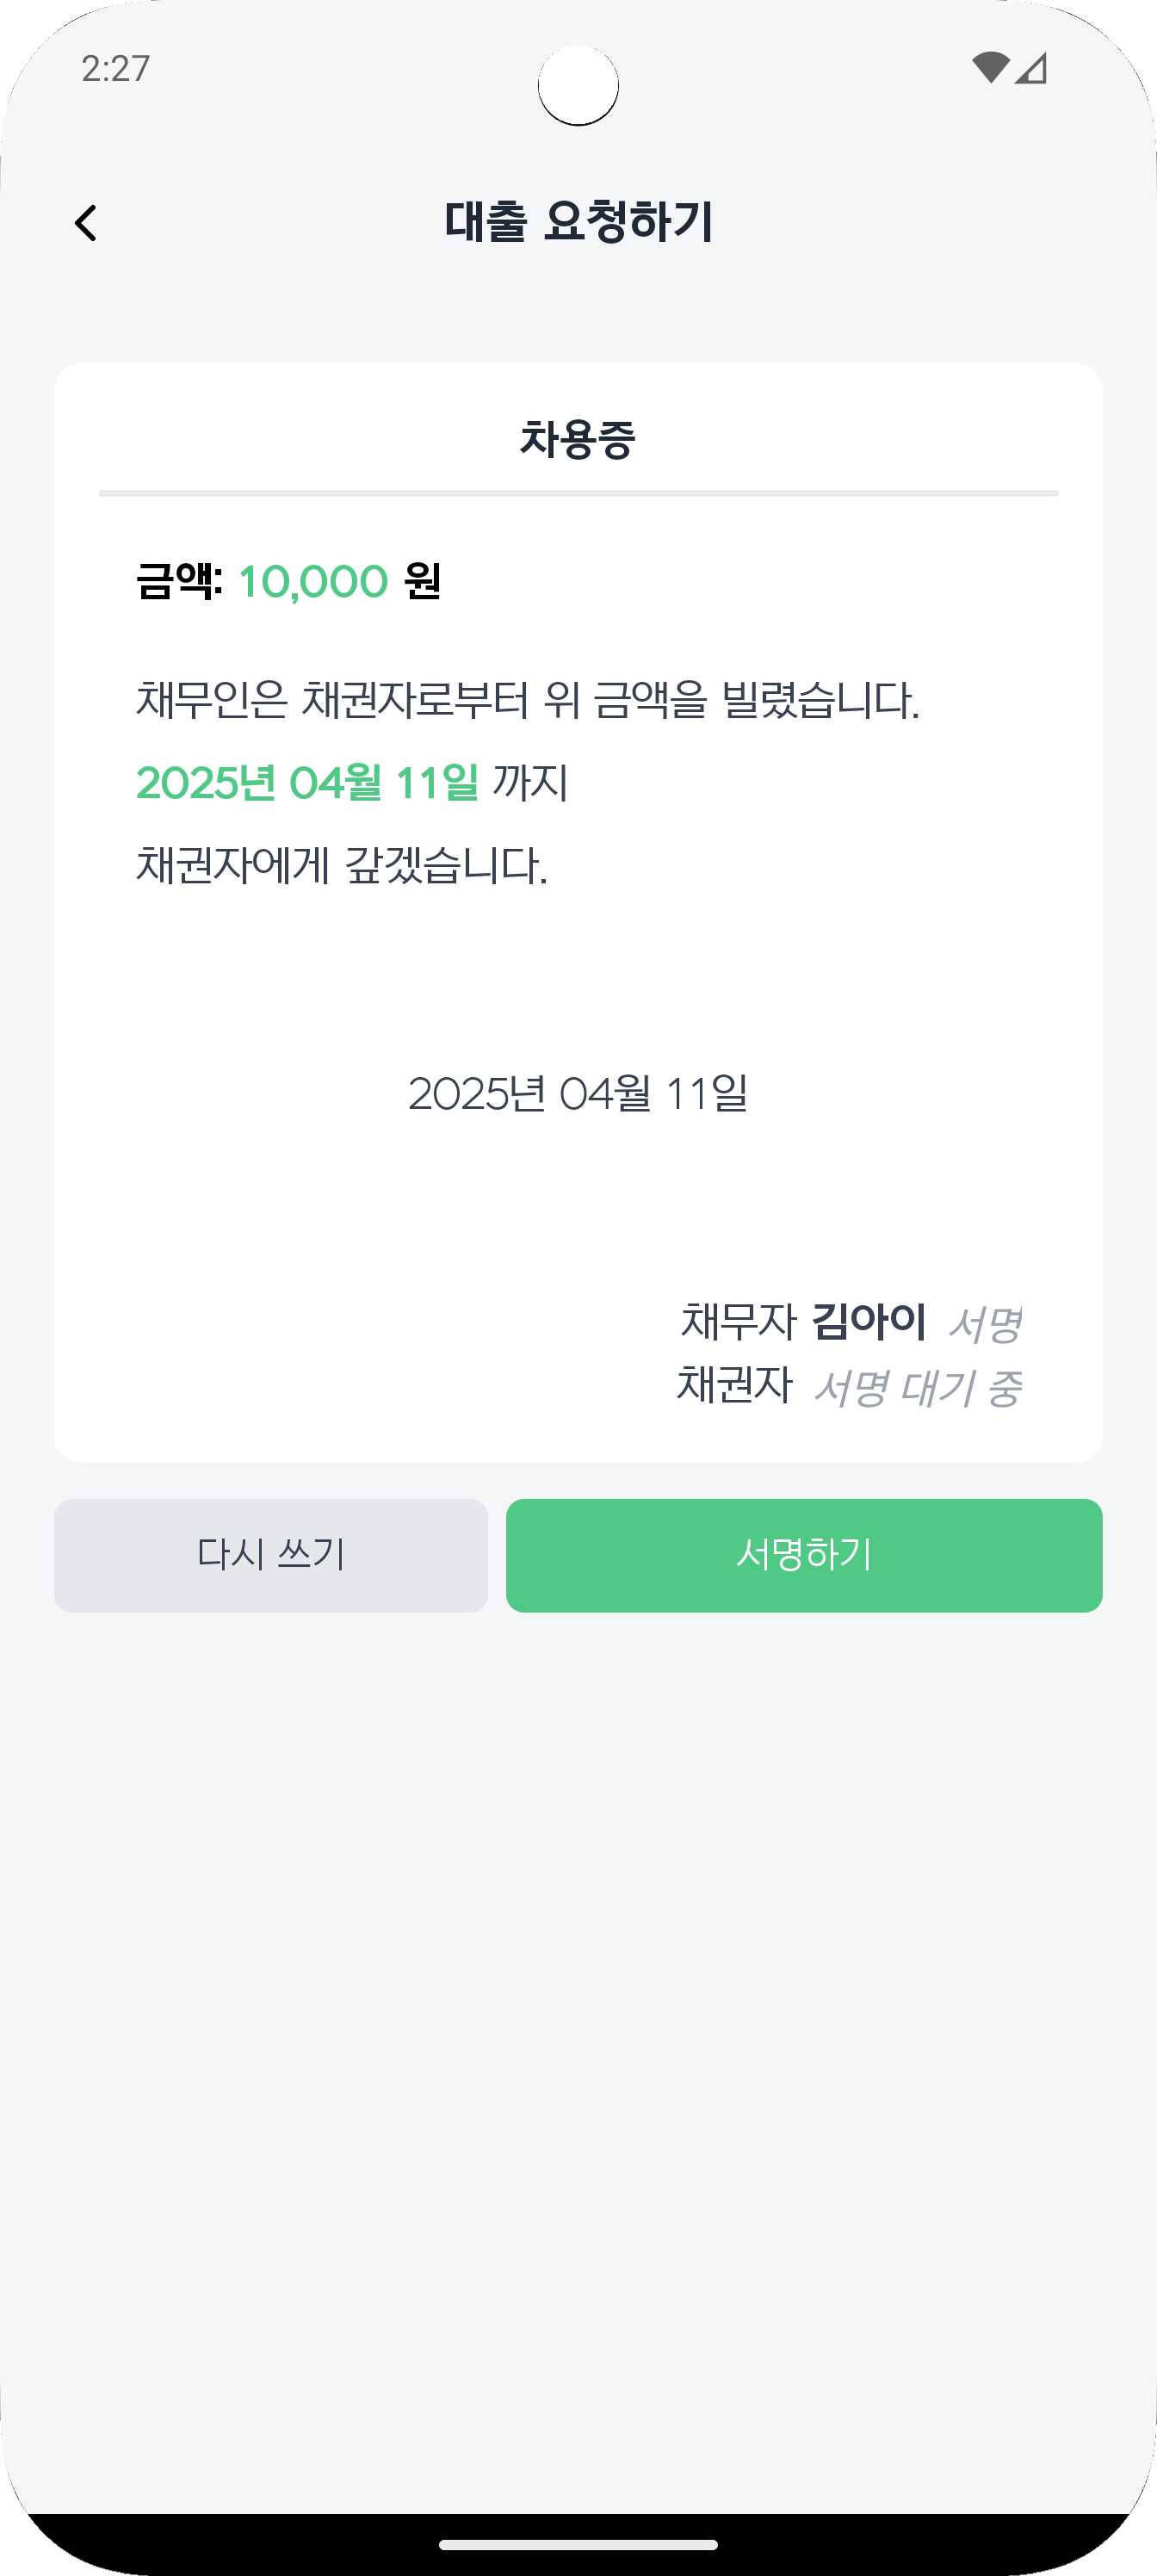 2:27
대출 요청하기
차용증
금액: 10,000 원
채무인은 채권자로부터 위 금액을 빌렸습니다.
2025년 04월 11일 까지
채권자에게 갚겠습니다.
2025년 04월 11일
채무자 김아이 서명
채권자 서명 대기 중
다시 쓰기
서명하기